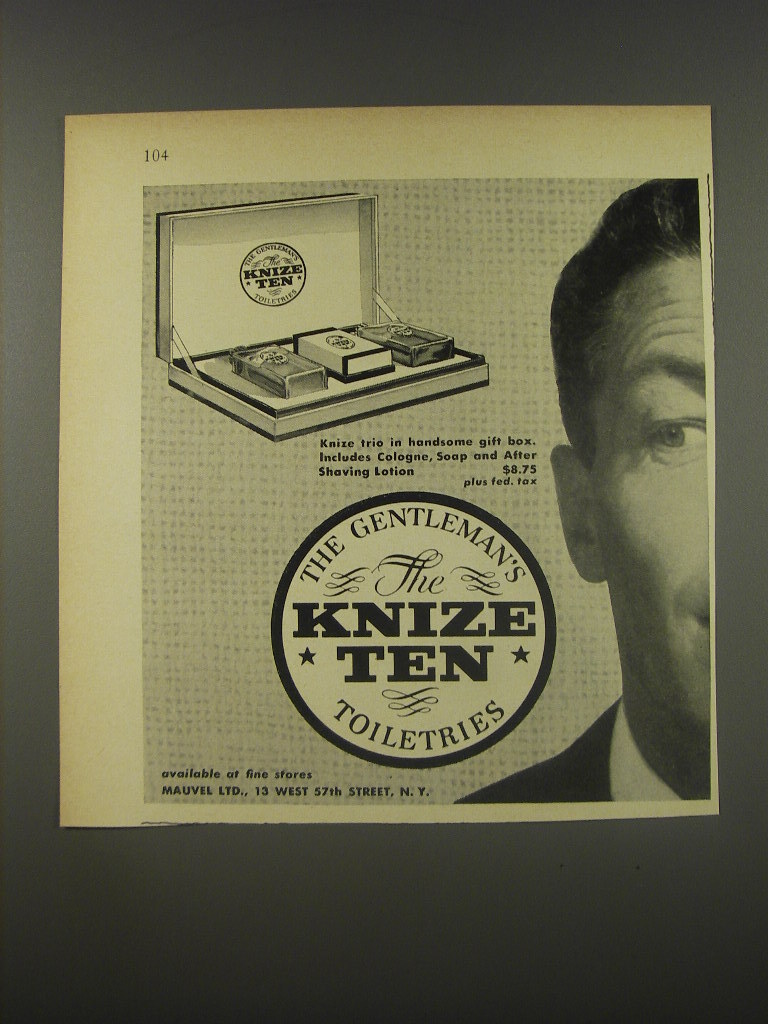 104
THE GENTLEMAN'S
The
KNIZE
TEN
TOILETRIES
Knize trio in handsome gift box.
Includes Cologne, Soap and After
Shaving Lotion $8.75
plus fed. tax
THE GENTLEMAN'S
The
KNIZE
TEN
TOILETRIES
available at fine stores
MAUVEL LTD., 13 WEST 57th STREET, N. Y.